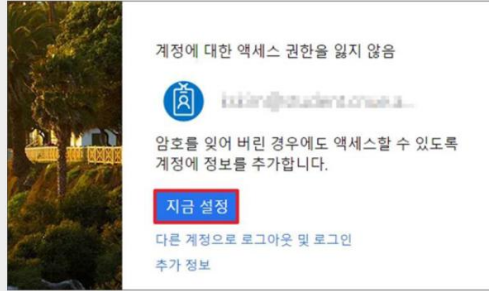 계정에 대한 액세스 권한을 잃지 않음
암호를 잊어 버린 경우에도 액세스할 수 있도록
계정에 정보를 추가합니다.
지금 설정
다른 계정으로 로그아웃 및 로그인
추가 정보